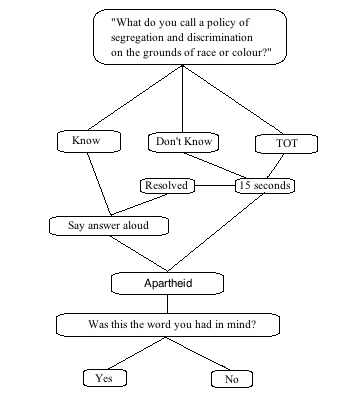 "What do you call a policy of
segregation and discrimination
on the grounds of race or colour?"
Know
Don't Know
TOT
Resolved
15 seconds
Say answer aloud
Apartheid
Was this the word you had in mind?
Yes
No